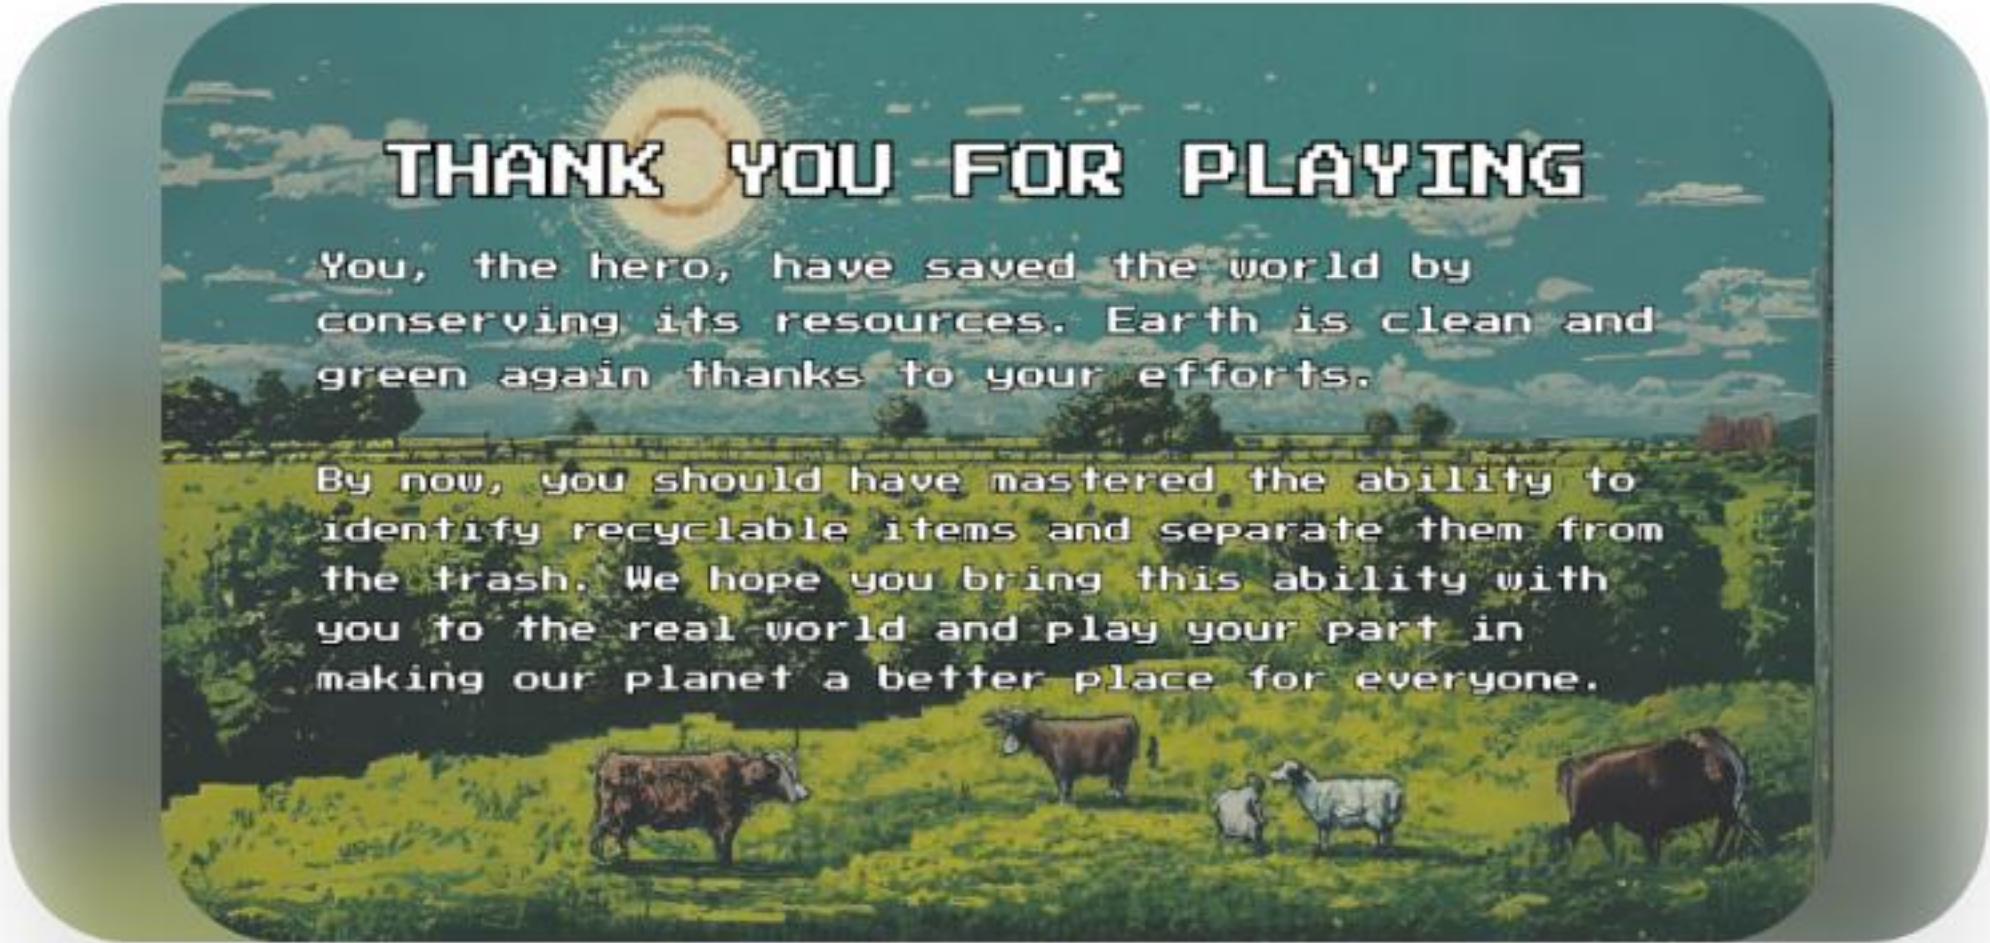 THANK YOU FOR PLAYING
You, the hero, have saved the world by
conserving its resources. Earth is clean and
green again thanks to your efforts.
By now, you should have mastered the ability to
identify recyclable items and separate them from
the trash. We hope you bring this ability with
you to the real world and play your part in
making our planet a better place for everyone.